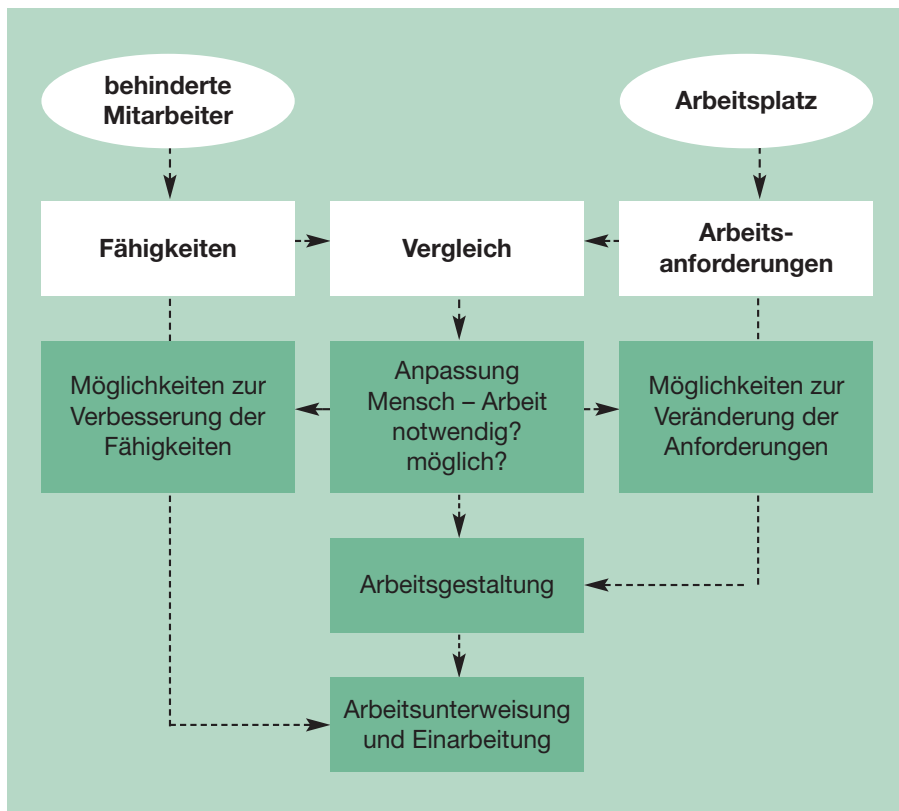 behinderte
Mitarbeiter
Arbeitsplatz
Fähigkeiten
Vergleich
Arbeits-
anforderungen
Möglichkeiten zur
Verbesserung der
Fähigkeiten
Anpassung
Mensch – Arbeit
notwendig?
möglich?
Möglichkeiten zur
Veränderung der
Anforderungen
Arbeitsgestaltung
Arbeitsunterweisung
und Einarbeitung